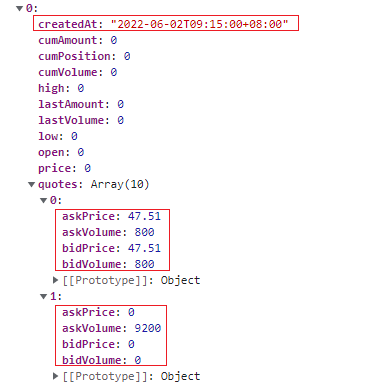 ▼ 0:
createdAt: "2022-06-02T09:15:00+08:00"
cumAmount: 0
cumPosition: 0
cumVolume: 0
high: 0
lastAmount: 0
lastVolume: 0
low: 0
open: 0
price: 0
▼ quotes: Array(10)
▼ 0:
askPrice: 47.51
askVolume: 800
bidPrice: 47.51
bidVolume: 800
▶ [[Prototype]]: Object
▼ 1:
askPrice: 0
askVolume: 9200
bidPrice: 0
bidVolume: 0
▶ [[Prototype]]: Object